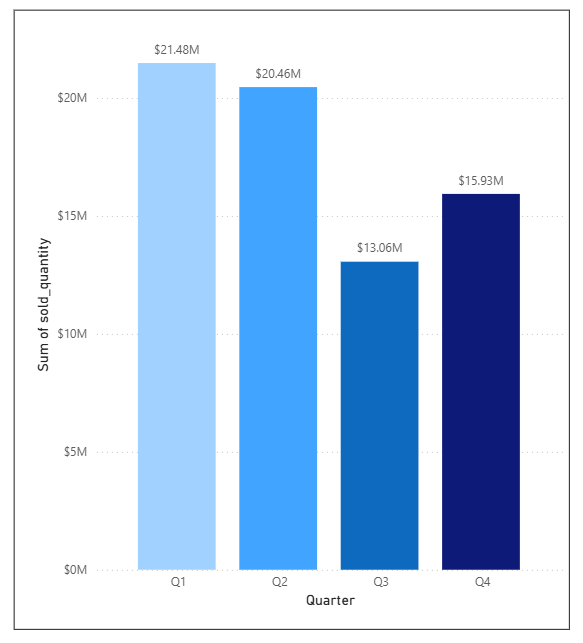 $21.48M
$20.46M
$20M
$15.93M
$15M
$13.06M
Sum of sold_quantity
$10M
$5M
$0M
Q1 Q2 Q3 Q4
Quarter